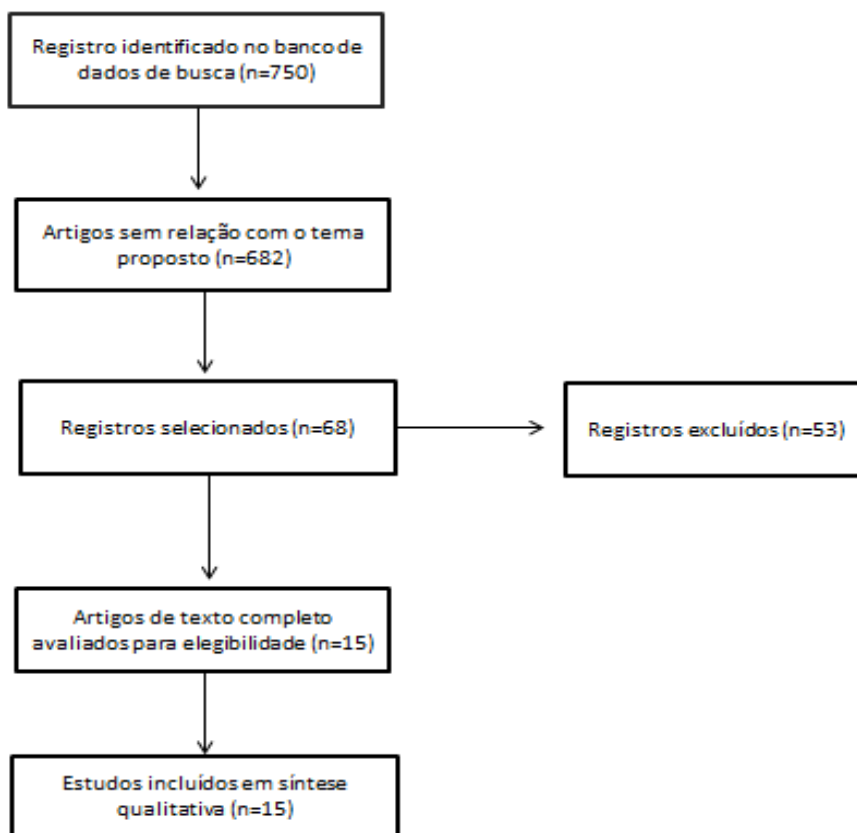 Registro identificado no banco de
dados de busca (n=750)
Artigos sem relação com o tema
proposto (n=682)
Registros selecionados (n=68)
Registros excluídos (n=53)
Artigos de texto completo
avaliados para elegibilidade (n=15)
Estudos incluídos em síntese
qualitativa (n=15)